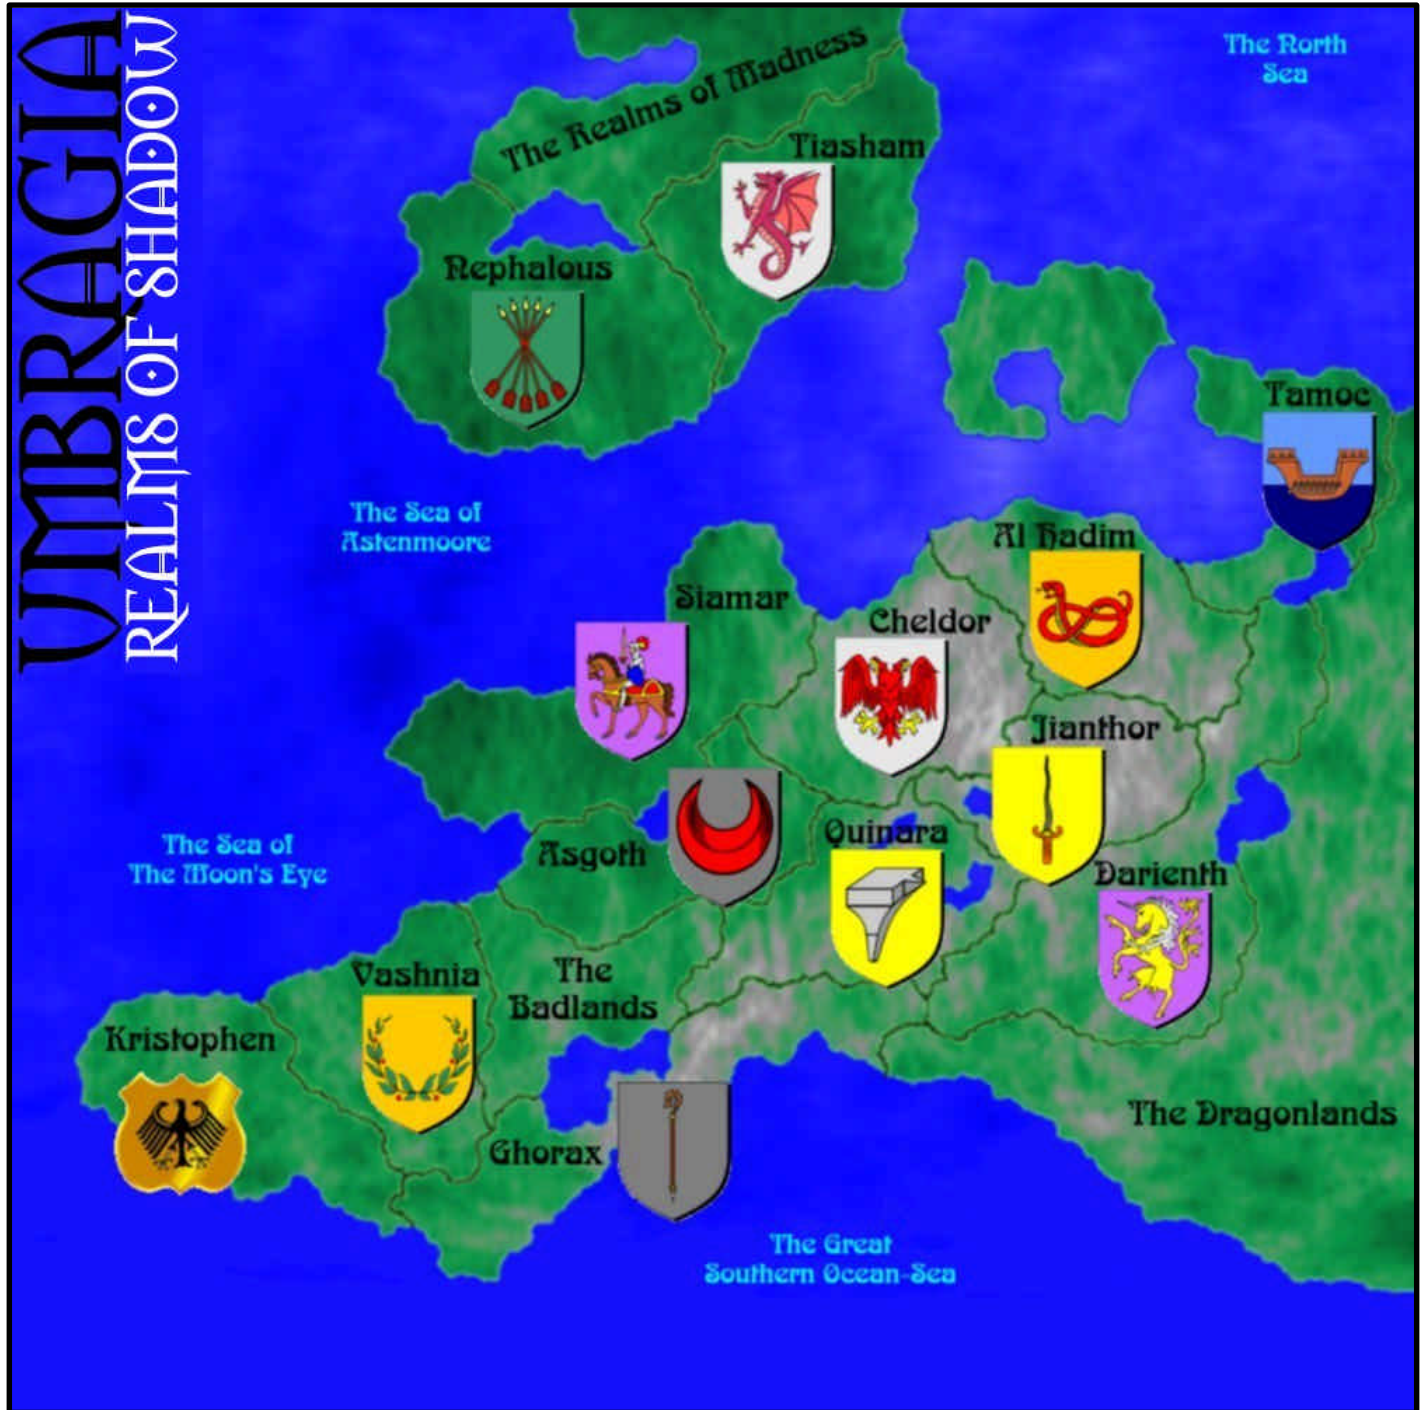 UMBRAGIA
REALMS OF SHADOW
The North
Sea
The Realms of Madness
Tiasham
Nephalous
Tamoc
The Sea of
Astenmoore
Al Hadim
Siamar
Cheldor
Jianthor
Quinara
The Sea of
The Moon's Eye
Asgoth
Darienth
Vashnia
The
Badlands
Kristophen
The Dragonlands
Ghorax
The Great
Southern Ocean-Sea